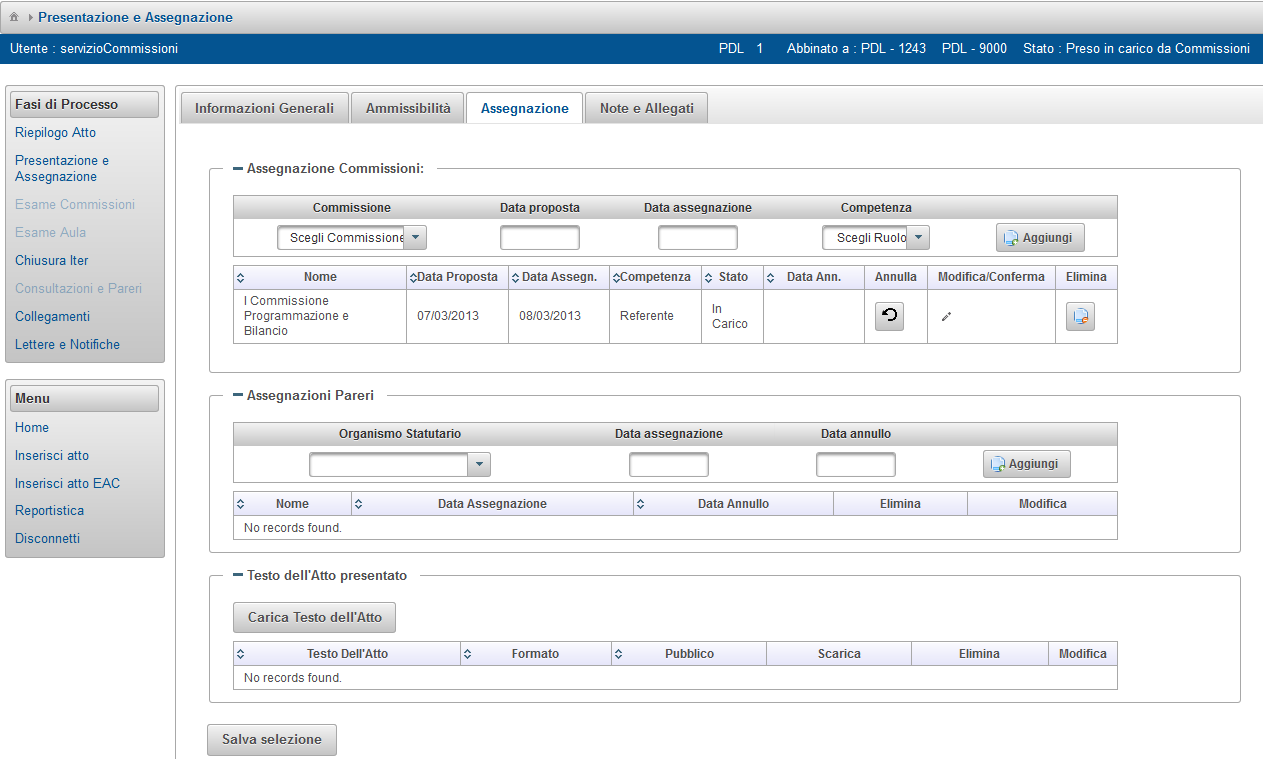 Presentazione e Assegnazione
Utente : servizioCommissioni PDL 1 Abbinato a : PDL - 1243 PDL - 9000 Stato : Preso in carico da Commissioni
Fasi di Processo
Riepilogo Atto
Presentazione e
Assegnazione
Esame Commissioni
Esame Aula
Chiusura Iter
Consultazioni e Pareri
Collegamenti
Lettere e Notifiche
Menu
Home
Inserisci atto
Inserisci atto EAC
Reportistica
Disconnetti
Informazioni Generali Ammissibilità Assegnazione Note e Allegati
Assegnazione Commissioni:
Commissione Data proposta Data assegnazione Competenza
Scegli Commissione Scegli Ruolo Aggiungi
Nome Data Proposta Data Assegn. Competenza Stato Data Ann. Annulla Modifica/Conferma Elimina
I Commissione
Programmazione e
Bilancio
07/03/2013 08/03/2013 Referente
In
Carico
Assegnazioni Pareri
Organismo Statutario Data assegnazione Data annullo
Aggiungi
Nome Data Assegnazione Data Annullo Elimina Modifica
No records found.
Testo dell'Atto presentato
Carica Testo dell'Atto
Testo Dell'Atto Formato Pubblico Scarica Elimina Modifica
No records found.
Salva selezione